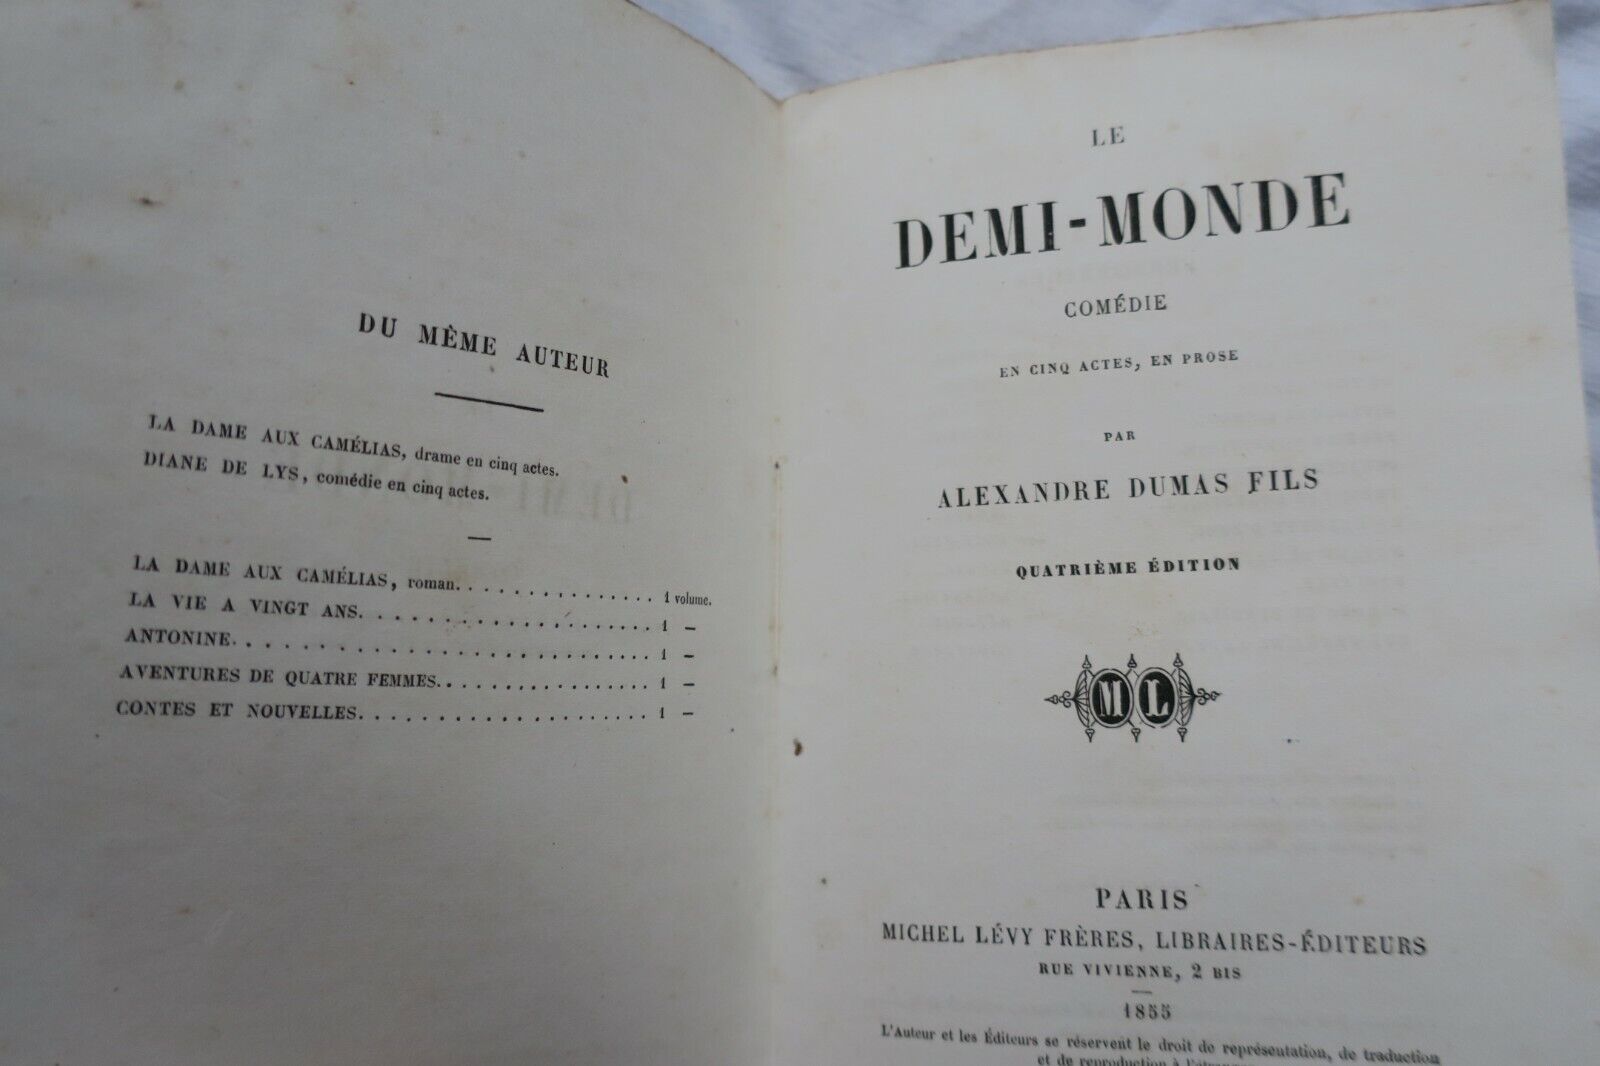 DU MÊME AUTEUR
LA DAME AUX CAMÉLIAS, drame en cinq actes.
DIANE DE LYS, comédie en cinq actes.
LA DAME AUX CAMÉLIAS, roman. . . . . . . . . . . . . . . 1 volume.
LA VIE A VINGT ANS. . . . . . . . . . . . . . . . . . . . . 1 –
ANTONINE. . . . . . . . . . . . . . . . . . . . . . . . . . . . 1 –
AVENTURES DE QUATRE FEMMES. . . . . . . . . . . . . . . 1 –
CONTES ET NOUVELLES. . . . . . . . . . . . . . . . . . . . 1 –
LE
DEMI-MONDE
COMÉDIE
EN CINQ ACTES, EN PROSE
PAR
ALEXANDRE DUMAS FILS
QUATRIÈME ÉDITION
ML
PARIS
MICHEL LÉVY FRÈRES, LIBRAIRES-ÉDITEURS
RUE VIVIENNE, 2 BIS
1855
L'Auteur et les Éditeurs se réservent le droit de représentation, de traduction
et de reproduction à